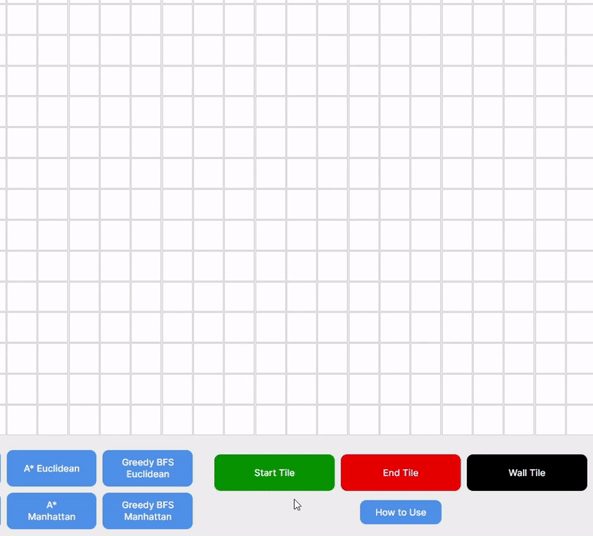 A* Euclidean
Greedy BFS
Euclidean
Start Tile
End Tile
Wall Tile
A*
Manhattan
Greedy BFS
Manhattan
How to Use